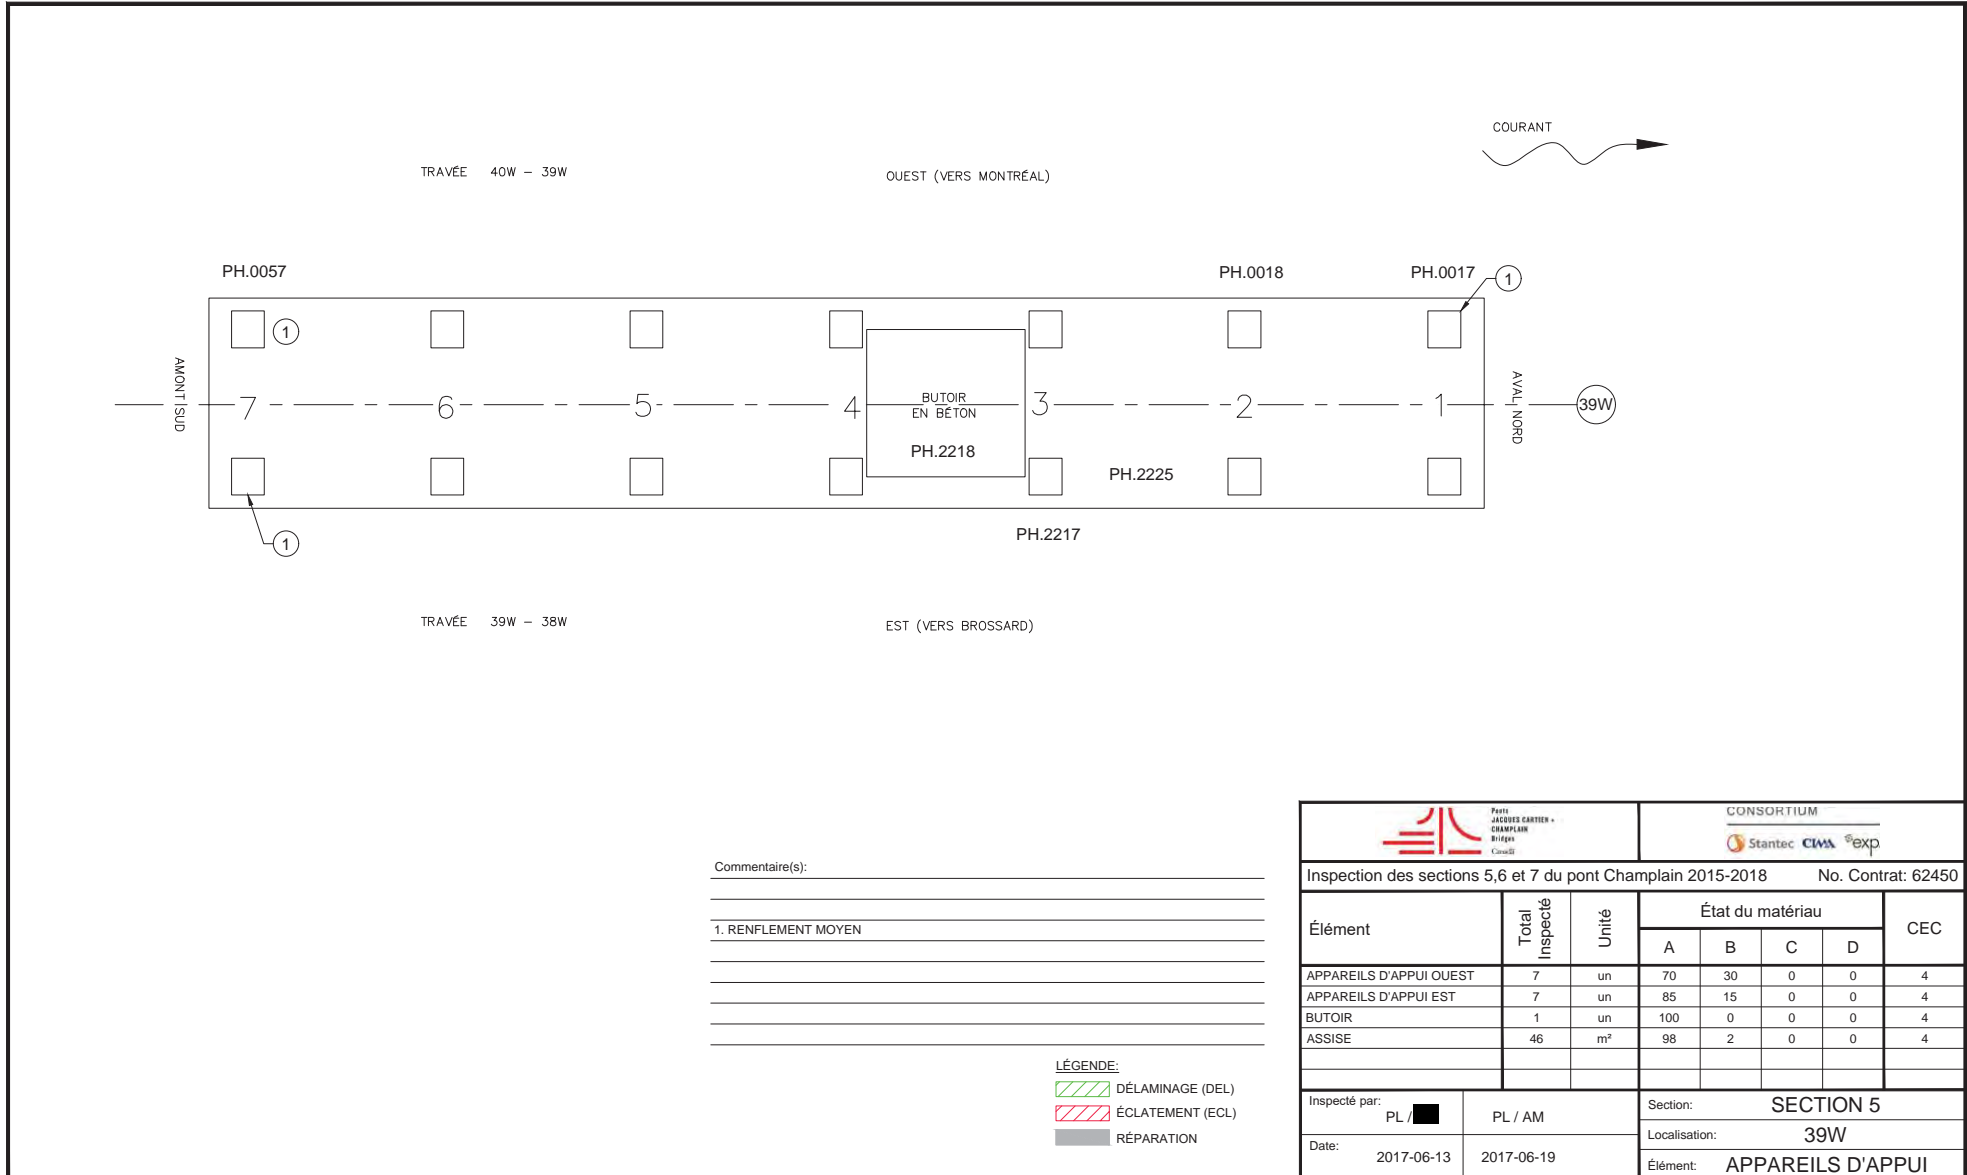 COURANT
TRAVÉE 40W – 39W
OUEST (VERS MONTRÉAL)
PH.0057
PH.0018
PH.0017
1
1
AMONT SUD
7
6
5
4
BUTOIR
EN BÉTON
3
2
1
AVAL NORD
39W
PH.2218
PH.2225
PH.2217
1
TRAVÉE 39W – 38W
EST (VERS BROSSARD)
Commentaire(s):
1. RENFLEMENT MOYEN
LÉGENDE:
DÉLAMINAGE (DEL)
ÉCLATEMENT (ECL)
RÉPARATION
Ponts
JACQUES CARTIER +
CHAMPLAIN
Bridges
Canada
CONSORTIUM
Stantec CIMA exp
Inspection des sections 5,6 et 7 du pont Champlain 2015-2018 No. Contrat: 62450
Élément Total Inspecté Unité État du matériau CEC
A B C D
APPAREILS D'APPUI OUEST 7 un 70 30 0 0 4
APPAREILS D'APPUI EST 7 un 85 15 0 0 4
BUTOIR 1 un 100 0 0 0 4
ASSISE 46 m² 98 2 0 0 4
Inspecté par: PL / PL / AM
Section: SECTION 5
Localisation: 39W
Date: 2017-06-13 2017-06-19
Élément: APPAREILS D'APPUI